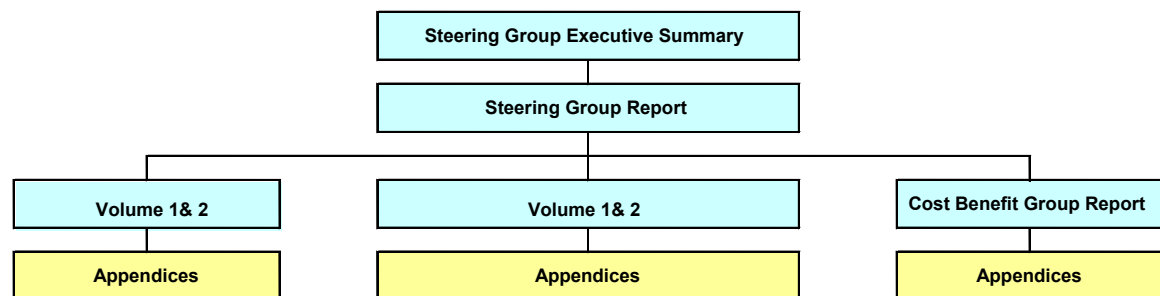 Steering Group Executive Summary
Steering Group Report
Volume 1& 2
Volume 1& 2
Cost Benefit Group Report
Appendices
Appendices
Appendices